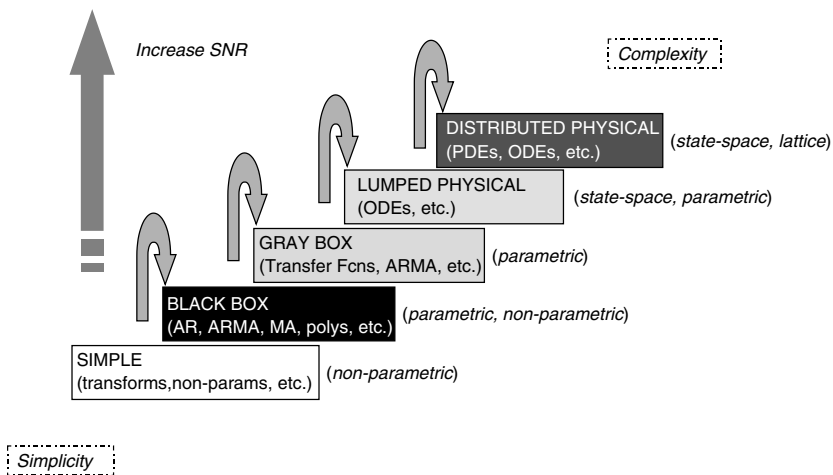 Increase SNR
Complexity
DISTRIBUTED PHYSICAL
(PDEs, ODEs, etc.)
(state-space, lattice)
LUMPED PHYSICAL
(ODEs, etc.)
(state-space, parametric)
GRAY BOX
(Transfer Fcns, ARMA, etc.)
(parametric)
BLACK BOX
(AR, ARMA, MA, polys, etc.)
(parametric, non-parametric)
SIMPLE
(transforms,non-params, etc.)
(non-parametric)
Simplicity